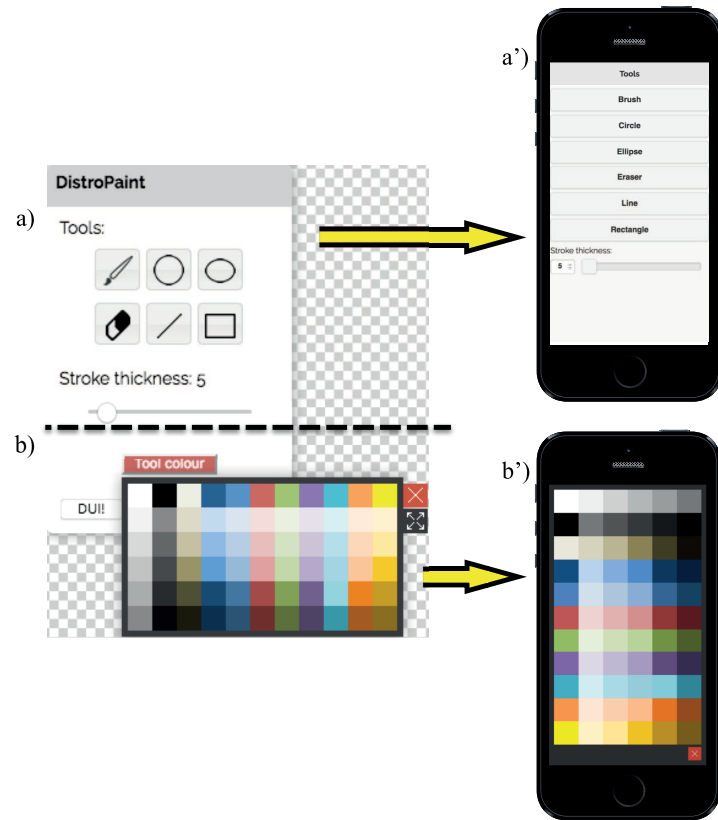 a)
DistroPaint
Tools:
Stroke thickness: 5
b)
Tool colour
DUI!
a’)
Tools
Brush
Circle
Ellipse
Eraser
Line
Rectangle
Stroke thickness:
5
b’)